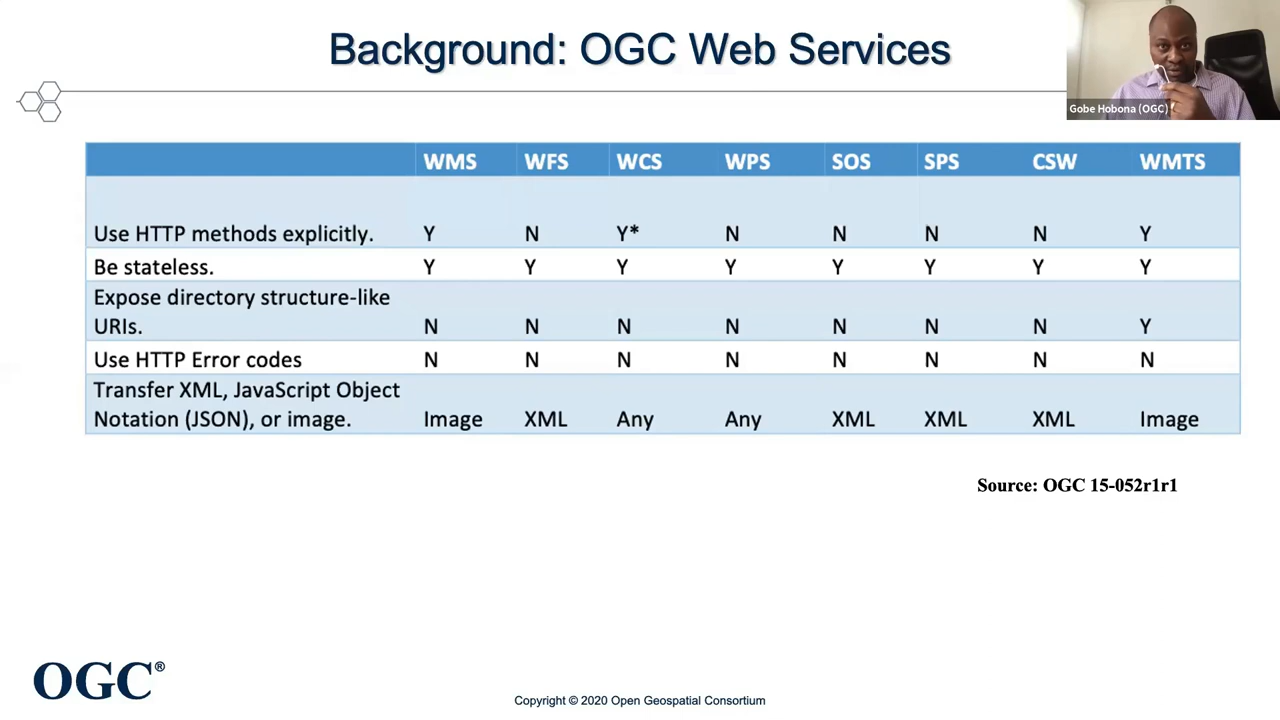 Background: OGC Web Services
Gobe Hobona (OGC)
WMS WFS WCS WPS SOS SPS CSW WMTS
Use HTTP methods explicitly. Y N Y* N N N N Y
Be stateless. Y Y Y Y Y Y Y Y
Expose directory structure-like
URIs. N N N N N N N Y
Use HTTP Error codes N N N N N N N N
Transfer XML, JavaScript Object
Notation (JSON), or image. Image XML Any Any XML XML XML Image
Source: OGC 15-052r1r1
OGC®
Copyright © 2020 Open Geospatial Consortium